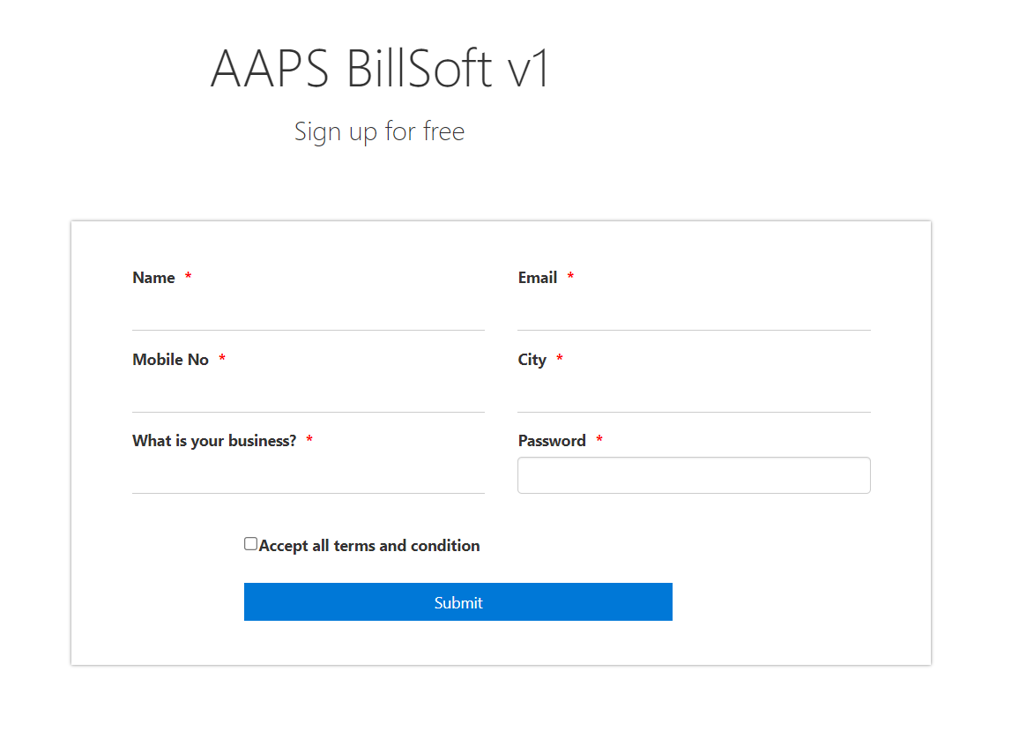 AAPS BillSoft v1
Sign up for free
Name *
Email *
Mobile No *
City *
What is your business? *
Password *
Accept all terms and condition
Submit